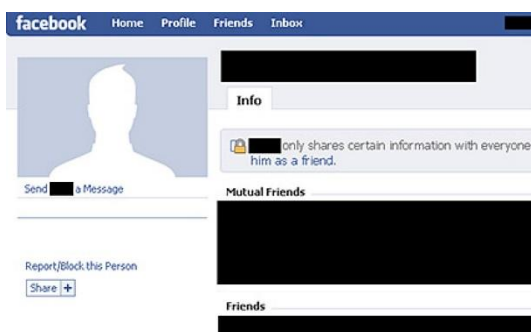 facebook Home Profile Friends Inbox
Info
only shares certain information with everyone
him as a friend.
Send a Message
Mutual Friends
Report/Block this Person
Share +
Friends